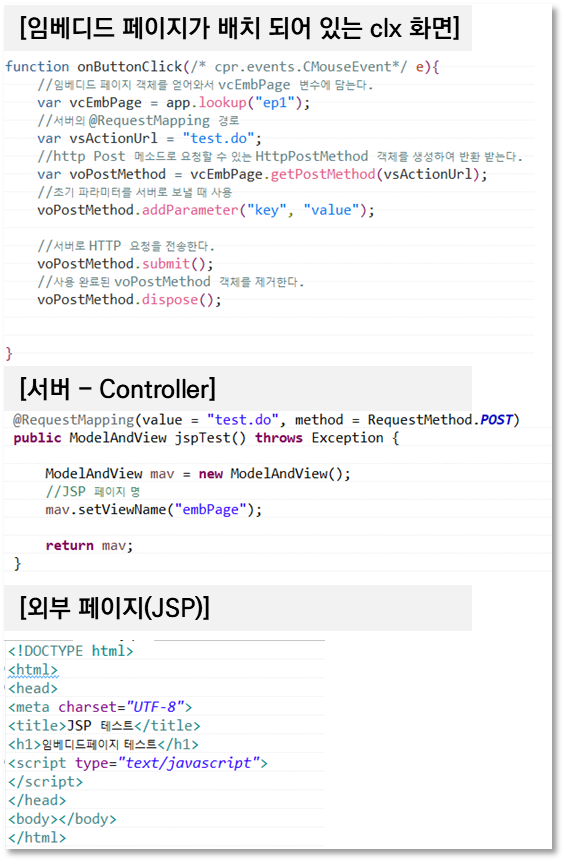 [임베디드 페이지가 배치 되어 있는 clx 화면]
function onButtonClick(/* cpr.events.CMouseEvent*/ e){
//임베디드 페이지 객체를 얻어와서 vcEmbPage 변수에 담는다.
var vcEmbPage = app.lookup("ep1");
//서버의 @RequestMapping 경로
var vsActionUrl = "test.do";
//http Post 메소드로 요청할 수 있는 HttpPostMethod 객체를 생성하여 반환 받는다.
var voPostMethod = vcEmbPage.getPostMethod(vsActionUrl);
//초기 파라미터를 서버로 보낼 때 사용
voPostMethod.addParameter("key", "value");
//서버로 HTTP 요청을 전송한다.
voPostMethod.submit();
//사용 완료된 voPostMethod 객체를 제거한다.
voPostMethod.dispose();
}
[서버 – Controller]
@RequestMapping(value = "test.do", method = RequestMethod.POST)
public ModelAndView jspTest() throws Exception {
ModelAndView mav = new ModelAndView();
//JSP 페이지 명
mav.setViewName("embPage");
return mav;
}
[외부 페이지(JSP)]
<!DOCTYPE html>
<html>
<head>
<meta charset="UTF-8">
<title>JSP 테스트</title>
<h1>임베디드페이지 테스트</h1>
<script type="text/javascript">
</script>
</head>
<body></body>
</html>